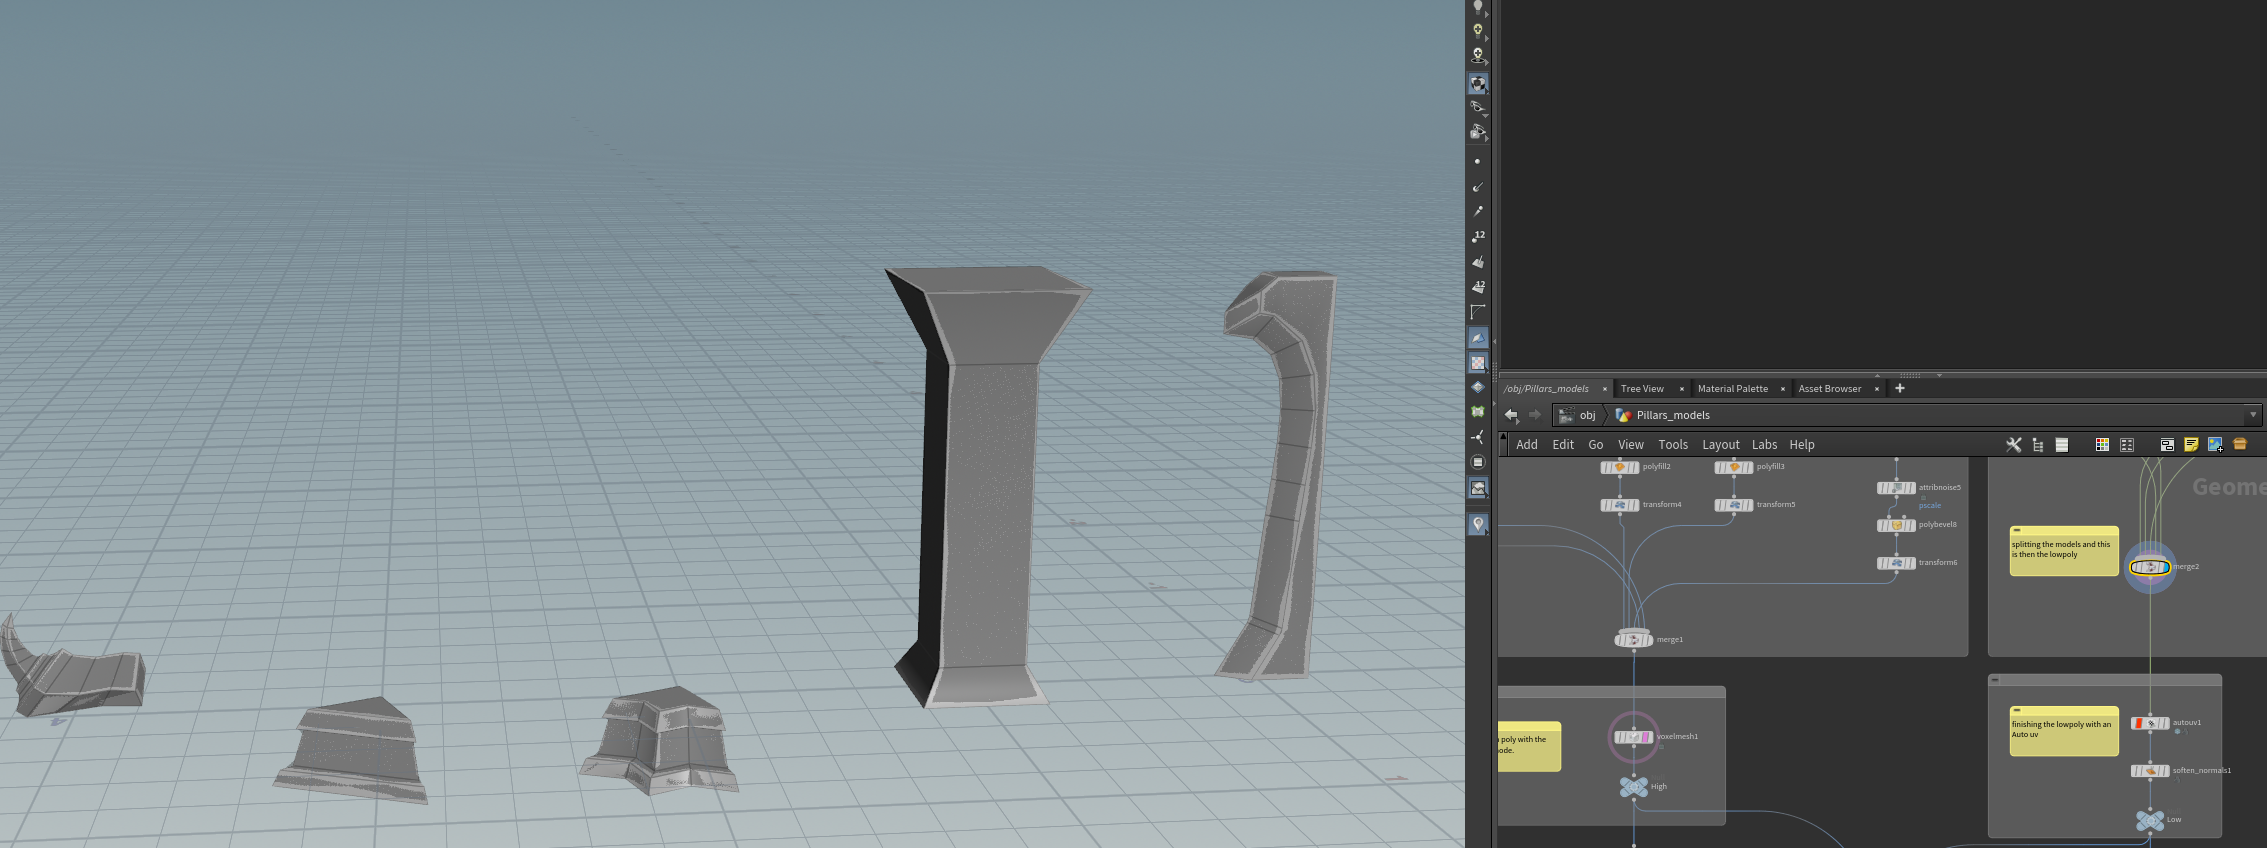 12
12
/obj/Pillars_models
Tree View
Material Palette
Asset Browser
obj
Pillars_models
Add Edit Go View Tools Layout Labs Help
polyfill2
polyfill3
transform4
transform5
attribnoise5
pscale
polybevel8
transform6
merge1
Geome
splitting the models and this
is then the lowpoly
merge2
poly with the
ode.
voxelmesh1
High
finishing the lowpoly with an
Auto uv
autouv1
soften_normals1
Low